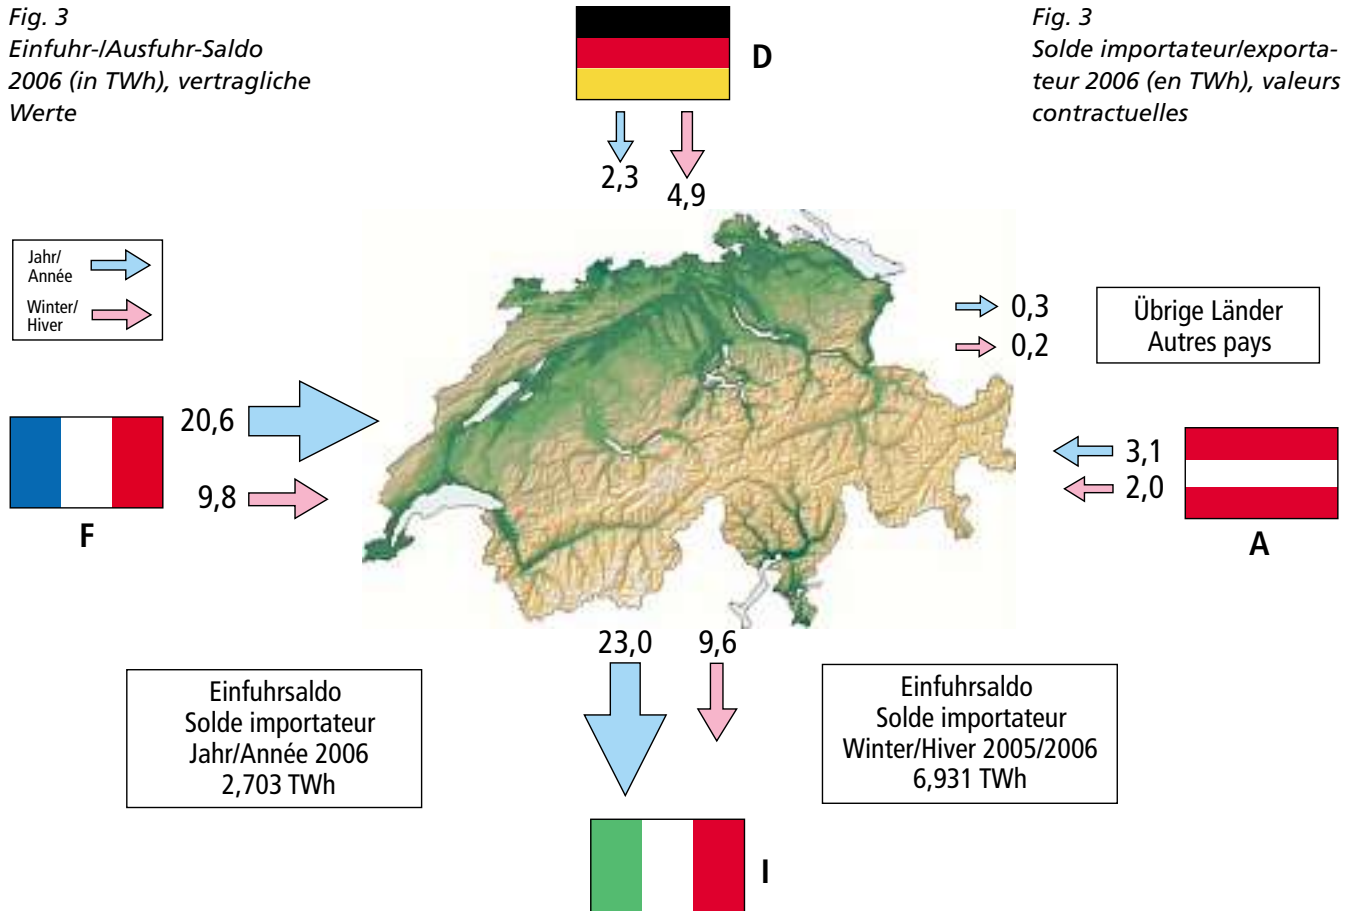 Fig. 3
Einfuhr-/Ausfuhr-Saldo
2006 (in TWh), vertragliche
Werte
Fig. 3
Solde importateur/exporta-
teur 2006 (en TWh), valeurs
contractuelles
D
2,3
4,9
Jahr/
Année
Winter/
Hiver
0,3
0,2
Übrige Länder
Autres pays
20,6
9,8
F
3,1
2,0
A
23,0
9,6
Einfuhrsaldo
Solde importateur
Jahr/Année 2006
2,703 TWh
Einfuhrsaldo
Solde importateur
Winter/Hiver 2005/2006
6,931 TWh
I